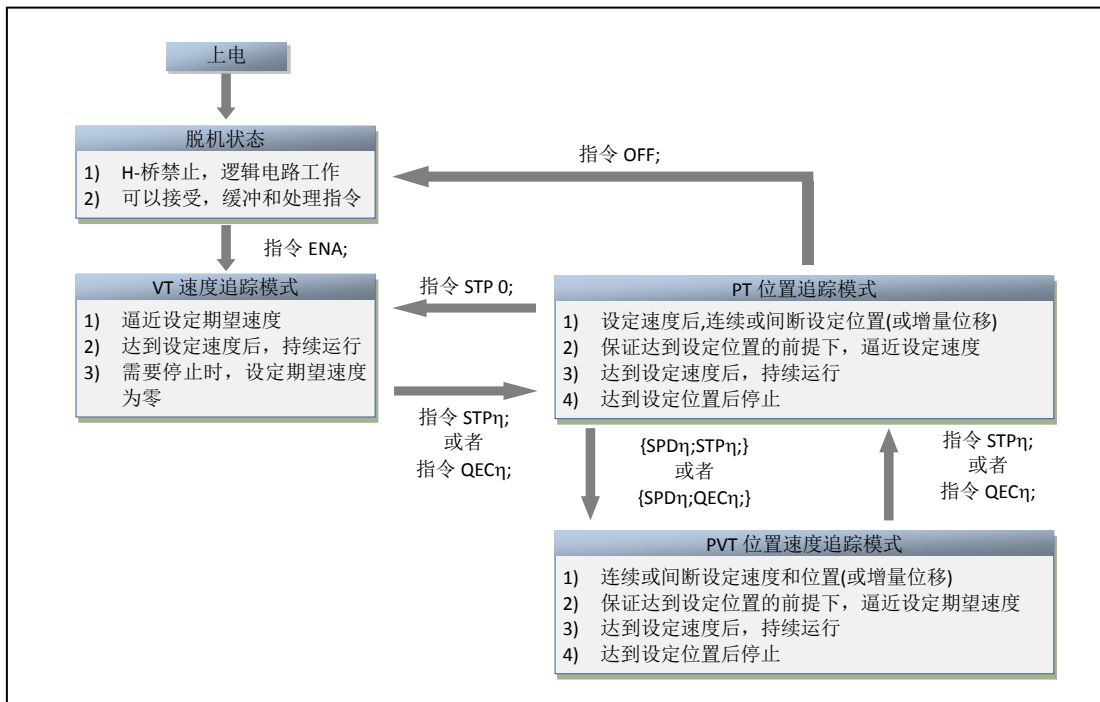 上电
脱机状态
1) H-桥禁止，逻辑电路工作
2) 可以接受，缓冲和处理指令
指令 OFF;
指令 ENA;
VT 速度追踪模式
1) 逼近设定期望速度
2) 达到设定速度后，持续运行
3) 需要停止时，设定期望速度
为零
指令 STP 0;
PT 位置追踪模式
1) 设定速度后,连续或间断设定位置(或增量位移)
2) 保证达到设定位置的前提下，逼近设定速度
3) 达到设定速度后，持续运行
4) 达到设定位置后停止
指令 STPη;
或者
指令 QECη;
{SPDη;STPη;}
或者
{SPDη;QECη;}
指令 STPη;
或者
指令 QECη;
PVT 位置速度追踪模式
1) 连续或间断设定速度和位置(或增量位移)
2) 保证达到设定位置的前提下，逼近设定期望速度
3) 达到设定速度后，持续运行
4) 达到设定位置后停止